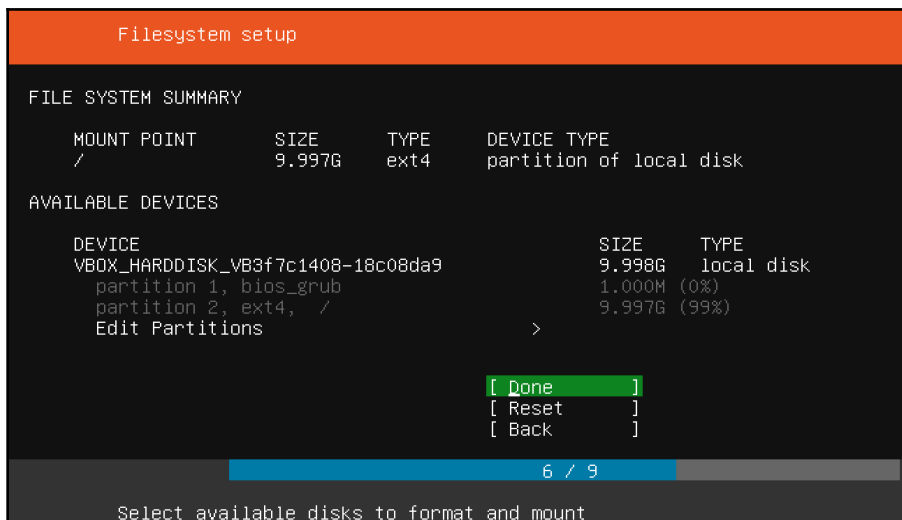 Filesystem setup
FILE SYSTEM SUMMARY
MOUNT POINT SIZE TYPE DEVICE TYPE
/ 9.997G ext4 partition of local disk
AVAILABLE DEVICES
DEVICE SIZE TYPE
VBOX_HARDDISK_VB3f7c1408-18c08da9 9.998G local disk
partition 1, bios_grub 1.000M (0%)
partition 2, ext4, / 9.997G (99%)
Edit Partitions >
[ Done ]
[ Reset ]
[ Back ]
6 / 9
Select available disks to format and mount